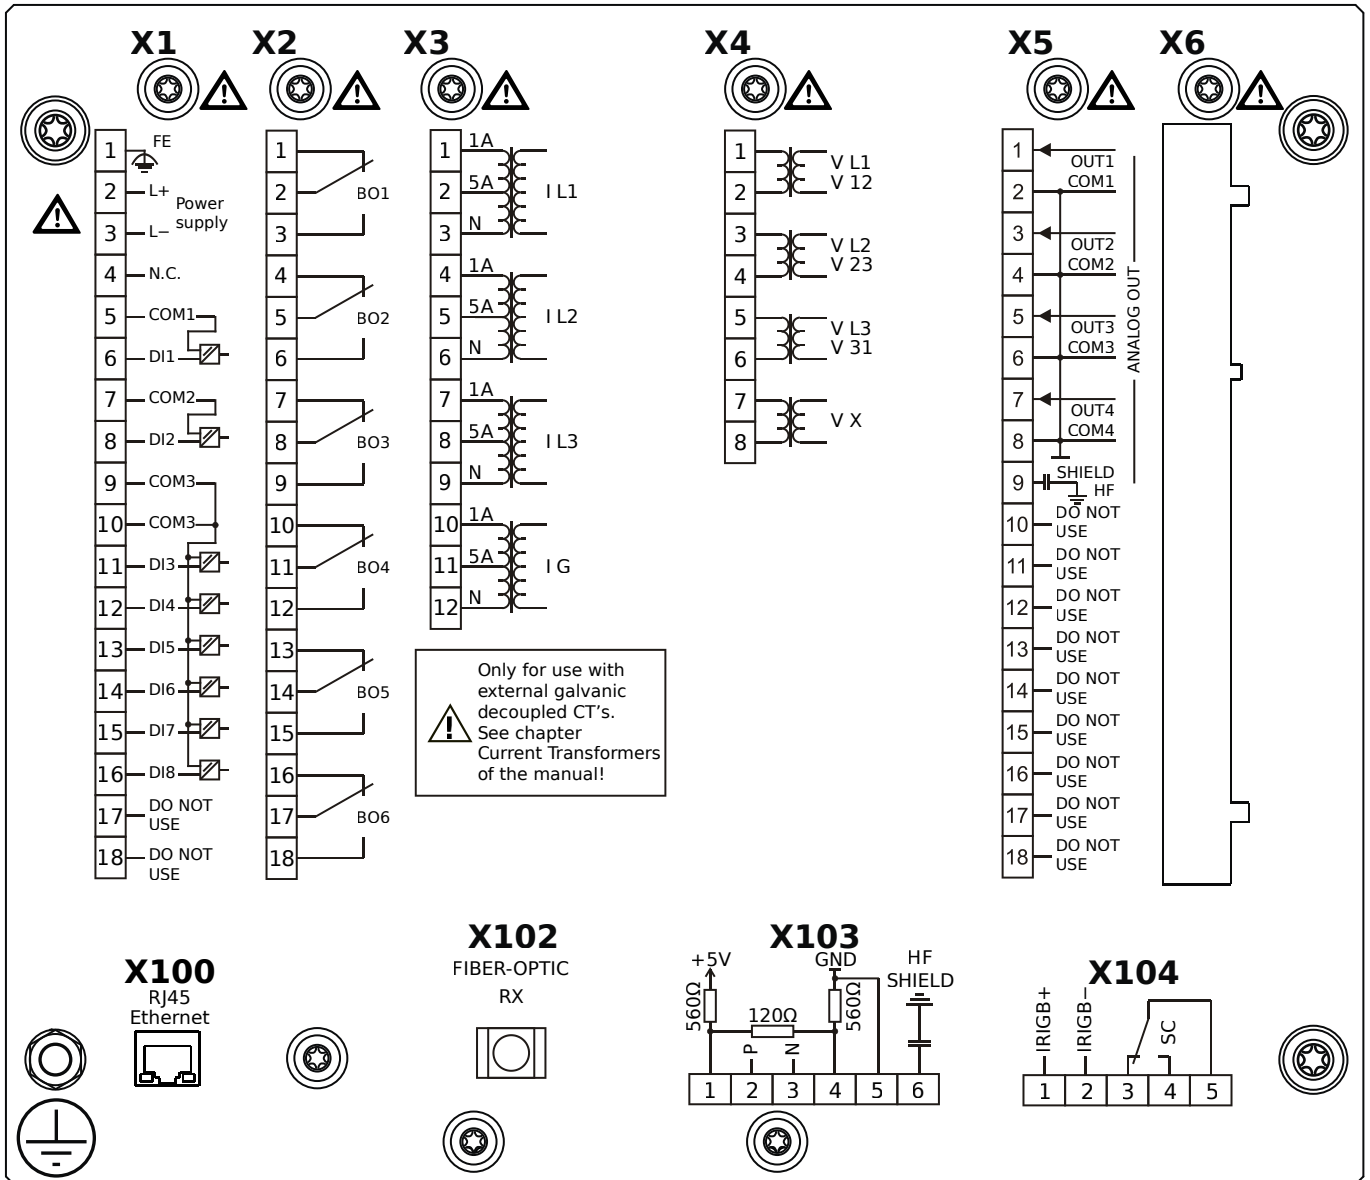 X1
X2
X3
X4
X5
X6
1 FE
2 L+
Power
supply
3 L−
4 N.C.
5 COM1
6 DI1
7 COM2
8 DI2
9 COM3
10 COM3
11 DI3
12 DI4
13 DI5
14 DI6
15 DI7
16 DI8
17 DO NOT
USE
18 DO NOT
USE
1
2 BO1
3
4
5 BO2
6
7
8 BO3
9
10
11 BO4
12
13
14 BO5
15
16
17 BO6
18
1 1A
2 5A I L1
3 N
4 1A
5 5A I L2
6 N
7 1A
8 5A I L3
9 N
10 1A
11 5A I G
12 N
Only for use with
external galvanic
decoupled CT's.
See chapter
Current Transformers
of the manual!
1 V L1
2 V 12
3 V L2
4 V 23
5 V L3
6 V 31
7 V X
8
1 OUT1
2 COM1
3 OUT2
4 COM2
5 OUT3
6 COM3
7 OUT4
8 COM4
ANALOG OUT
9 SHIELD
HF
10 DO NOT
USE
11 DO NOT
USE
12 DO NOT
USE
13 DO NOT
USE
14 DO NOT
USE
15 DO NOT
USE
16 DO NOT
USE
17 DO NOT
USE
18 DO NOT
USE
X100
RJ45
Ethernet
X102
FIBER-OPTIC
RX
X103
+5V
GND
HF
SHIELD
560Ω
120Ω
560Ω
P
N
1 2 3 4 5 6
X104
IRIGB+
IRIGB−
SC
1 2 3 4 5